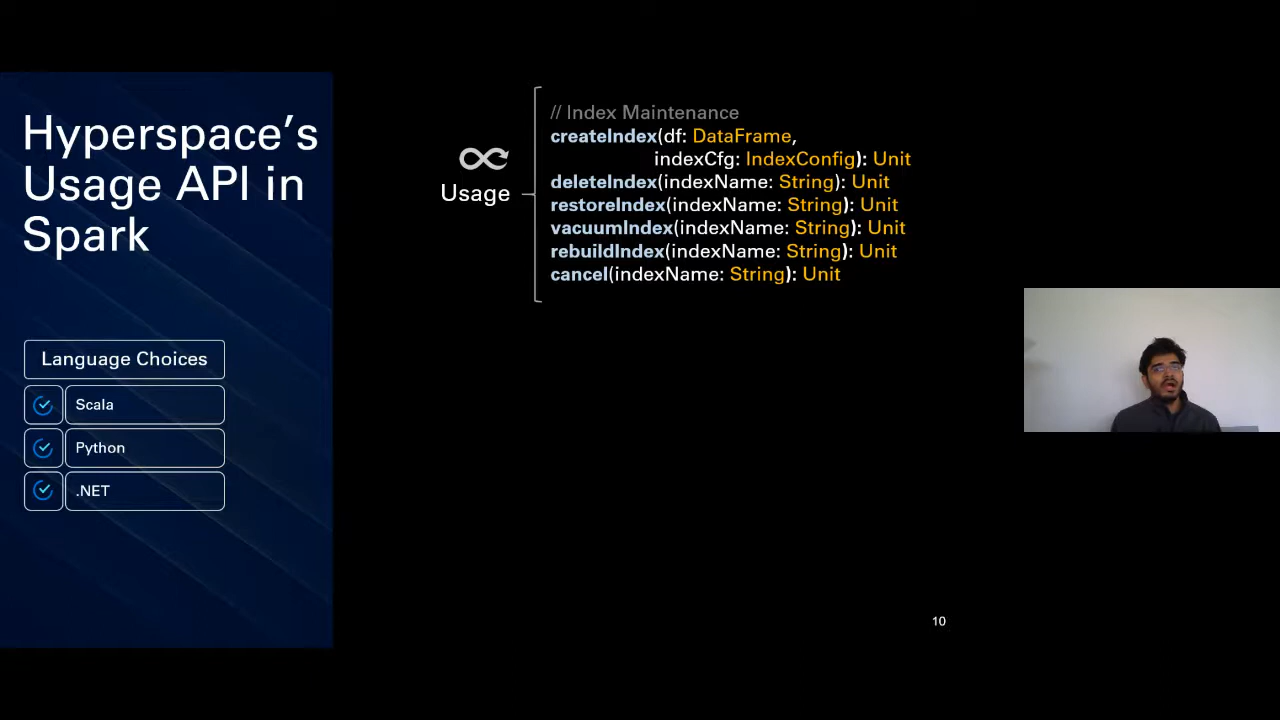 Hyperspace's
Usage API in
Spark
Language Choices
Scala
Python
.NET
Usage
// Index Maintenance
createIndex(df: DataFrame,
indexCfg: IndexConfig): Unit
deleteIndex(indexName: String): Unit
restoreIndex(indexName: String): Unit
vacuumIndex(indexName: String): Unit
rebuildIndex(indexName: String): Unit
cancel(indexName: String): Unit
10